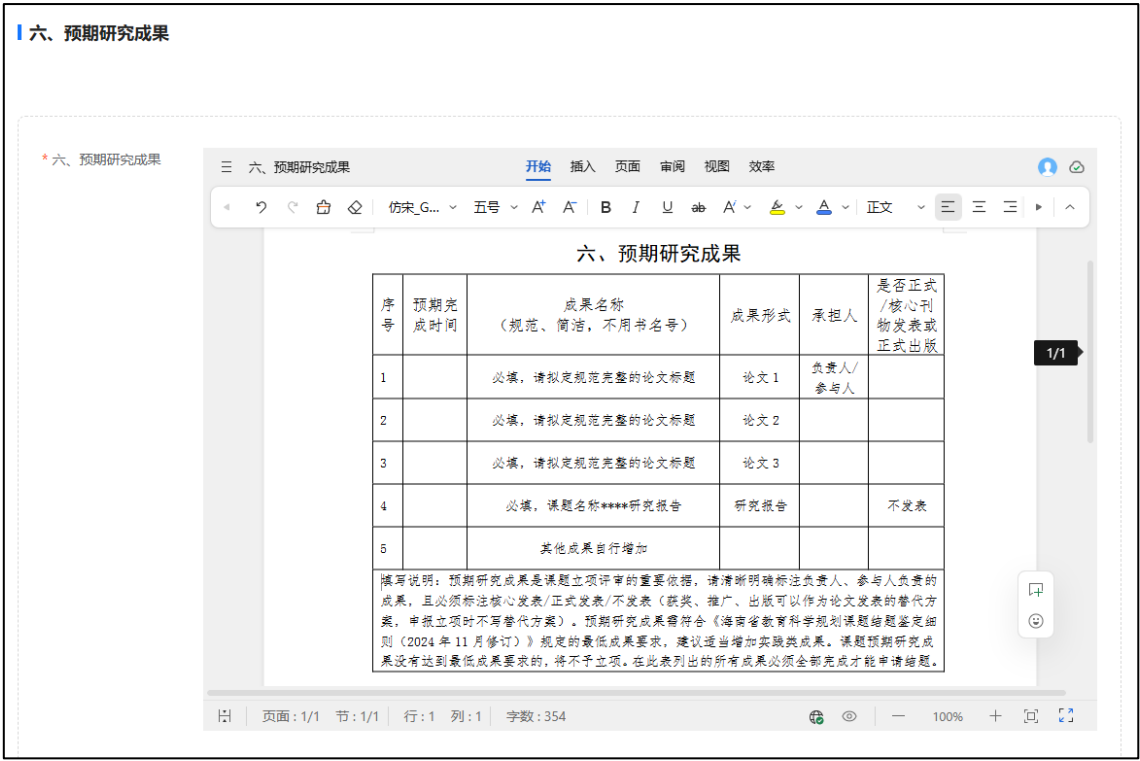 六、预期研究成果
* 六、预期研究成果
六、预期研究成果
开始 插入 页面 审阅 视图 效率
仿宋_G... 五号 A+ A- B I U ab A A 正文
六、预期研究成果
序号 预期完成时间 成果名称（规范、简洁，不用书名号） 成果形式 承担人 是否正式/核心刊物发表或正式出版
1 必填，请拟定规范完整的论文标题 论文1 负责人/参与人
2 必填，请拟定规范完整的论文标题 论文2
3 必填，请拟定规范完整的论文标题 论文3
4 必填，课题名称****研究报告 研究报告 不发表
5 其他成果自行增加
填写说明：预期研究成果是课题立项评审的重要依据，请清晰明确标注负责人、参与人负责的
成果，且必须标注核心发表/正式发表/不发表（获奖、推广、出版可以作为论文发表的替代方
案，申报立项时不写替代方案）。预期研究成果需符合《海南省教育科学规划课题结题鉴定细
则（2024年11月修订）》规定的最低成果要求，建议适当增加实践类成果。课题预期研究成
果没有达到最低成果要求的，将不予立项。在此表列出的所有成果必须全部完成才能申请结题。
1/1
页面：1/1 节：1/1 行：1 列：1 字数：354 100%